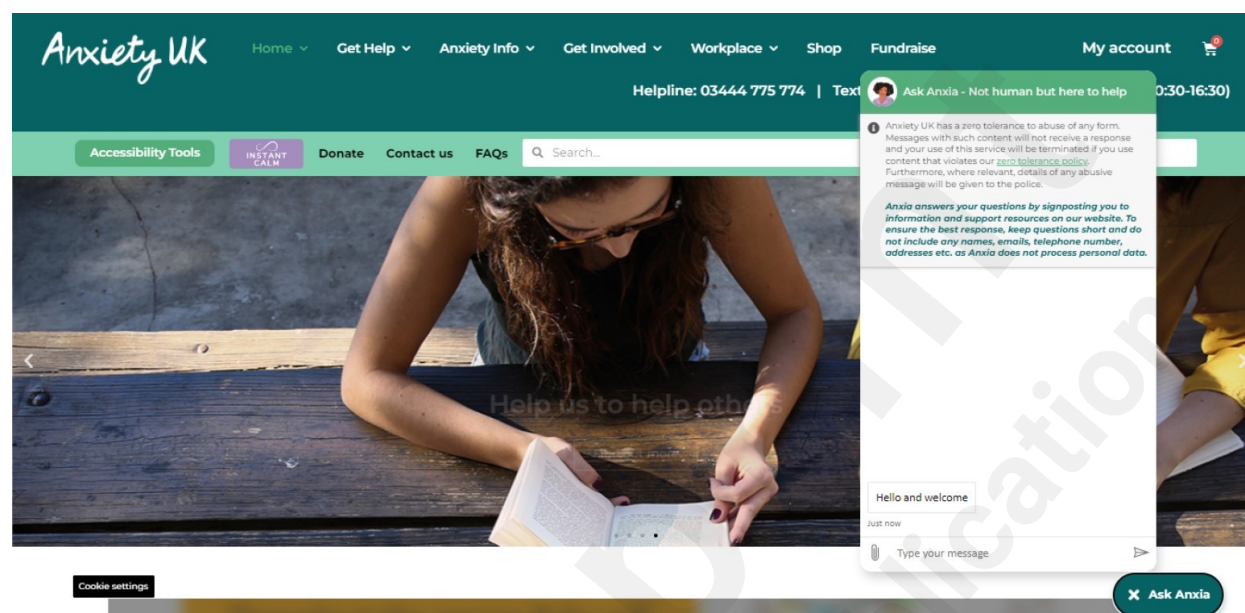 Anxiety UK
Home Get Help Anxiety Info Get Involved Workplace Shop Fundraise My account 0
Helpline: 03444 775 774 | Text 0:30-16:30)
Ask Anxia - Not human but here to help
Accessibility Tools INSTANT CALM Donate Contact us FAQs Search...
Anxiety UK has a zero tolerance to abuse of any form.
Messages with such content will not receive a response
and your use of this service will be terminated if you use
content that violates our zero tolerance policy.
Furthermore, where relevant, details of any abusive
message will be given to the police.
Anxia answers your questions by signposting you to
information and support resources on our website. To
ensure the best response, keep questions short and do
not include any names, emails, telephone number,
addresses etc. as Anxia does not process personal data.
Help us to help others
Hello and welcome
Just now
Type your message
Cookie settings
X Ask Anxia